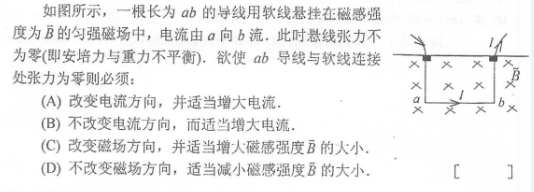 如图所示，一根长为 ab 的导线用软线悬挂在磁感强
度为B⃗的匀强磁场中，电流由 a 向 b 流．此时悬线张力不
为零(即安培力与重力不平衡)．欲使 ab 导线与软线连接
处张力为零则必须：
(A) 改变电流方向，并适当增大电流．
(B) 不改变电流方向，而适当增大电流．
(C) 改变磁场方向，并适当增大磁感强度B⃗的大小．
(D) 不改变磁场方向，适当减小磁感强度B⃗的大小．
[ ]
I
B⃗
a I b